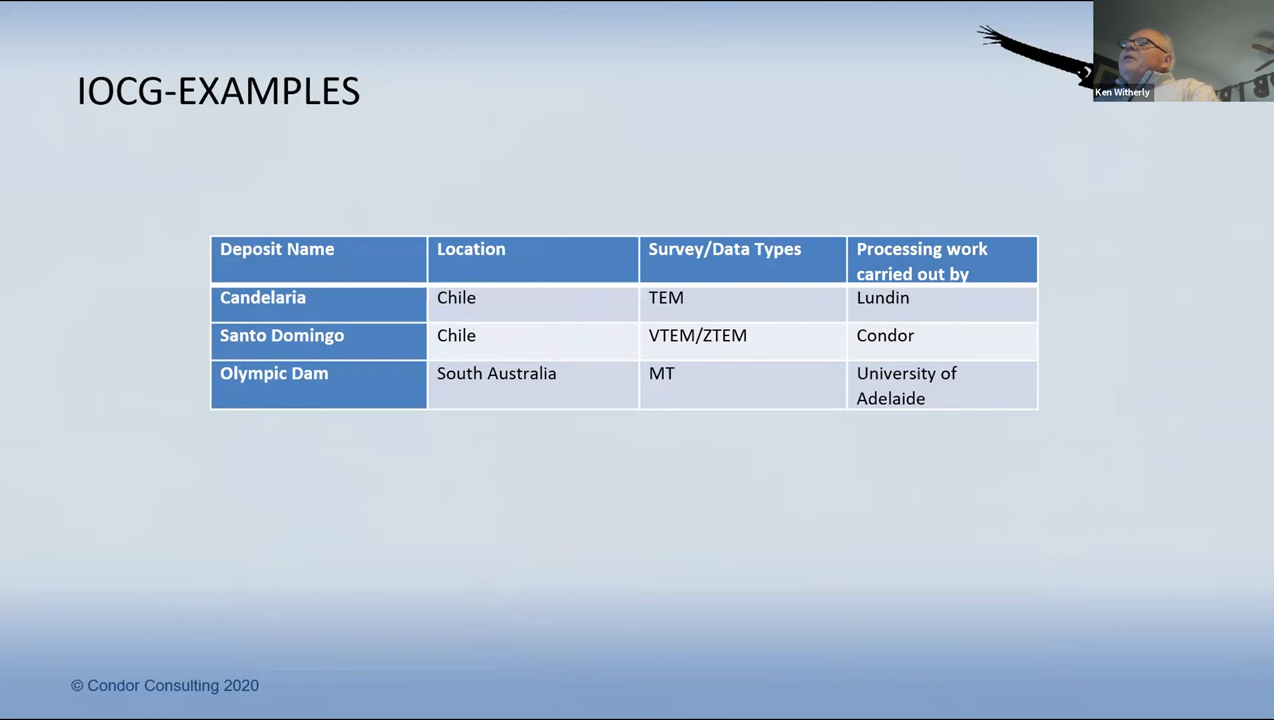 IOCG-EXAMPLES
Ken Witherly
Deposit Name Location Survey/Data Types Processing work carried out by
Candelaria Chile TEM Lundin
Santo Domingo Chile VTEM/ZTEM Condor
Olympic Dam South Australia MT University of Adelaide
© Condor Consulting 2020